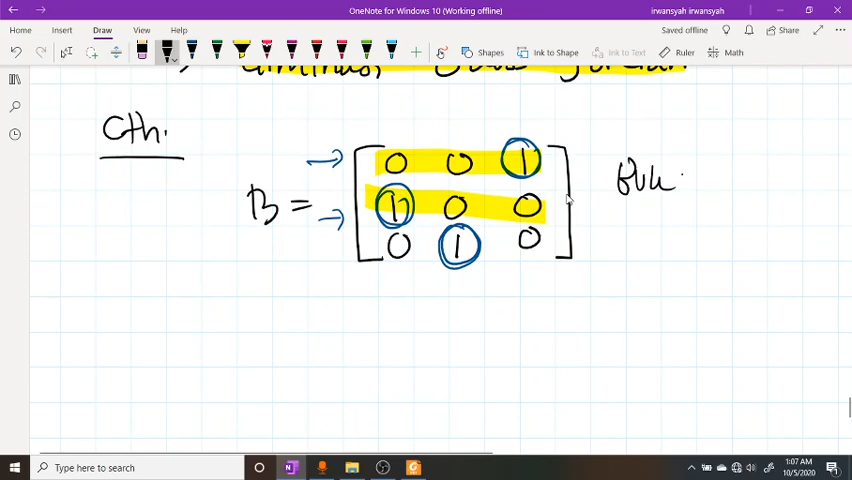 OneNote for Windows 10 (Working offline)
irwansyah irwansyah
Home Insert Draw View Help
Saved offline Share
Shapes Ink to Shape Ink to Text Ruler Math
Cth.
0 0 1
B = 1 0 0
0 1 0
Type here to search
1:07 AM
10/5/2020